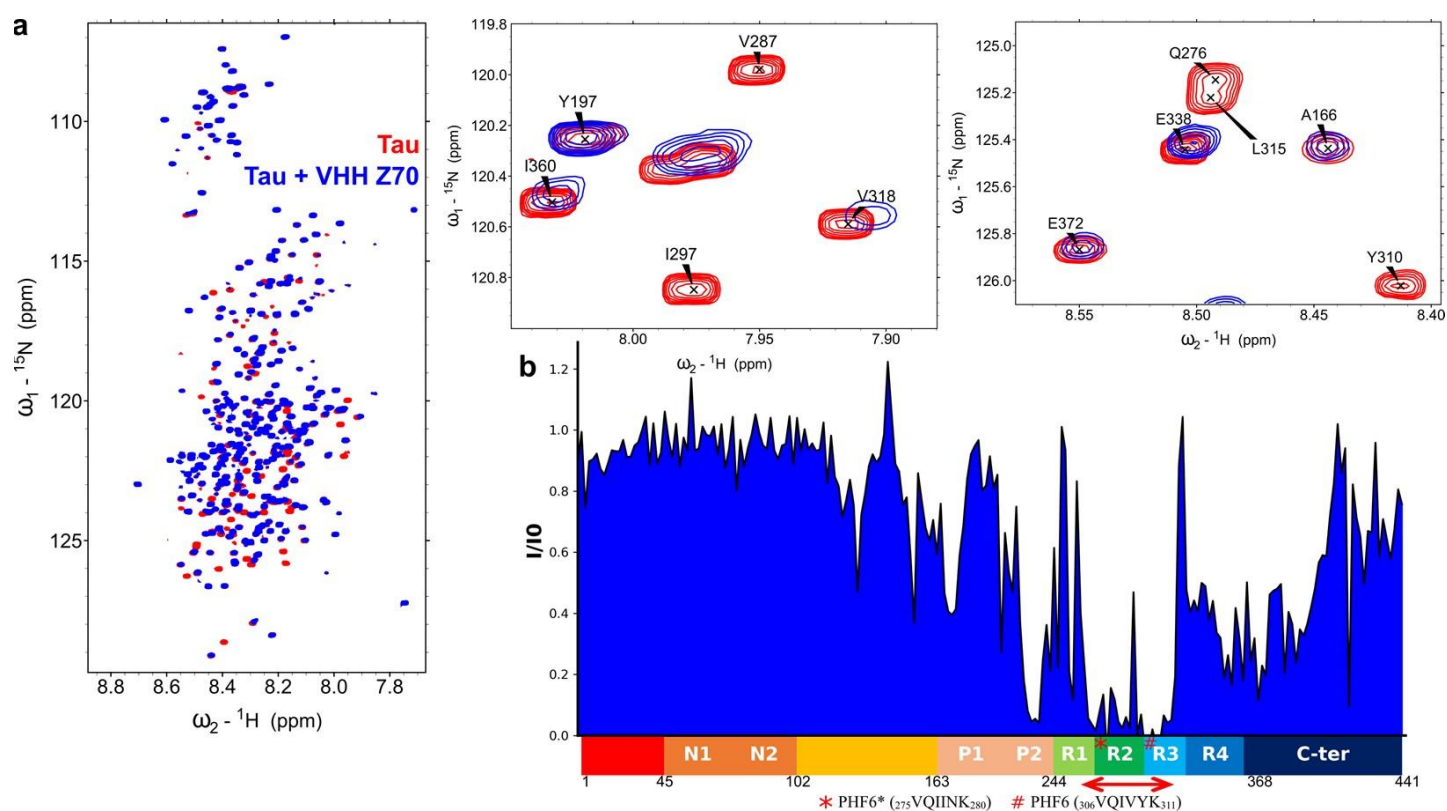 a
110
115
120
125
ω₁ - ¹⁵N (ppm)
8.8 8.6 8.4 8.2 8.0 7.8
ω₂ - ¹H (ppm)
Tau
Tau + VHH Z70
119.8
120.0
120.2
120.4
120.6
120.8
ω₁ - ¹⁵N (ppm)
V287
Y197
I360
V318
I297
8.00 7.95 7.90
ω₂ - ¹H (ppm)
125.0
125.2
125.4
125.6
125.8
126.0
ω₁ - ¹⁵N (ppm)
Q276
E338
A166
L315
E372
Y310
8.55 8.50 8.45 8.40
ω₂ - ¹H (ppm)
b
I/I0
1.2
1.0
0.8
0.6
0.4
0.2
0.0
N1 N2 P1 P2 R1 * R2 # R3 R4 C-ter
1 45 102 163 244 368 441
* PHF6* (₂₇₅VQIINK₂₈₀) # PHF6 (₃₀₆VQIVYK₃₁₁)